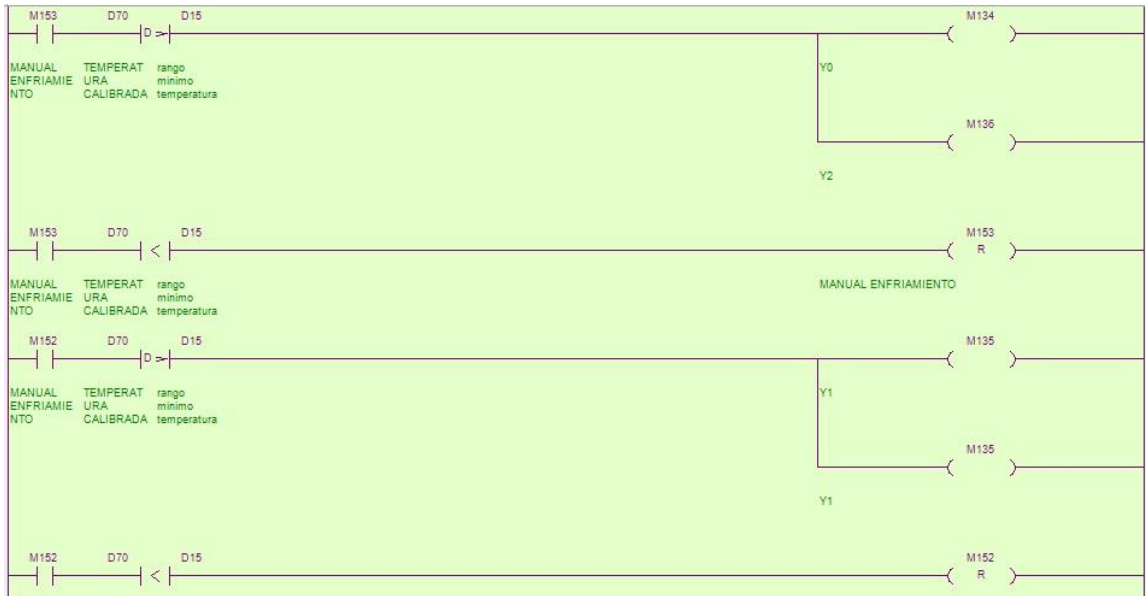 M153 D70 D15 M134
D >=
MANUAL TEMPERAT rango Y0
ENFRIAMIE URA minimo
NTO CALIBRADA temperatura
M136
Y2
M153 D70 D15 M153
< R
MANUAL TEMPERAT rango MANUAL ENFRIAMIENTO
ENFRIAMIE URA minimo
NTO CALIBRADA temperatura
M152 D70 D15 M135
D >=
MANUAL TEMPERAT rango Y1
ENFRIAMIE URA minimo
NTO CALIBRADA temperatura
M135
Y1
M152 D70 D15 M152
< R